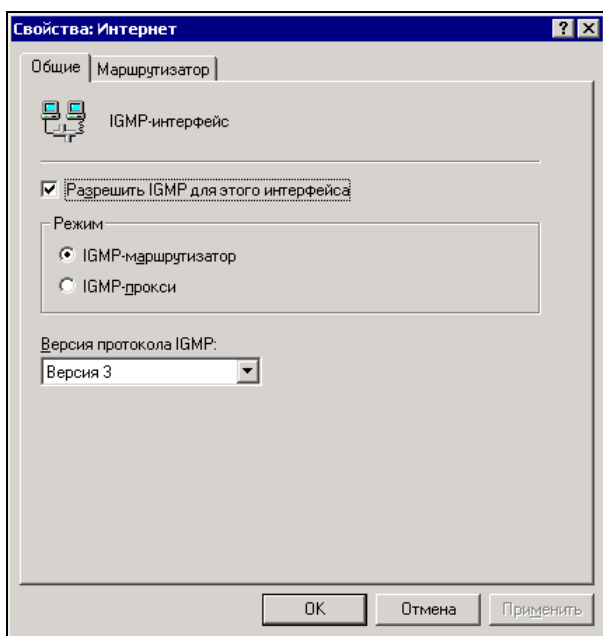 Свойства: Интернет
Общие
Маршрутизатор
IGMP-интерфейс
Разрешить IGMP для этого интерфейса
Режим
IGMP-маршрутизатор
IGMP-прокси
Версия протокола IGMP:
Версия 3
OK
Отмена
Применить